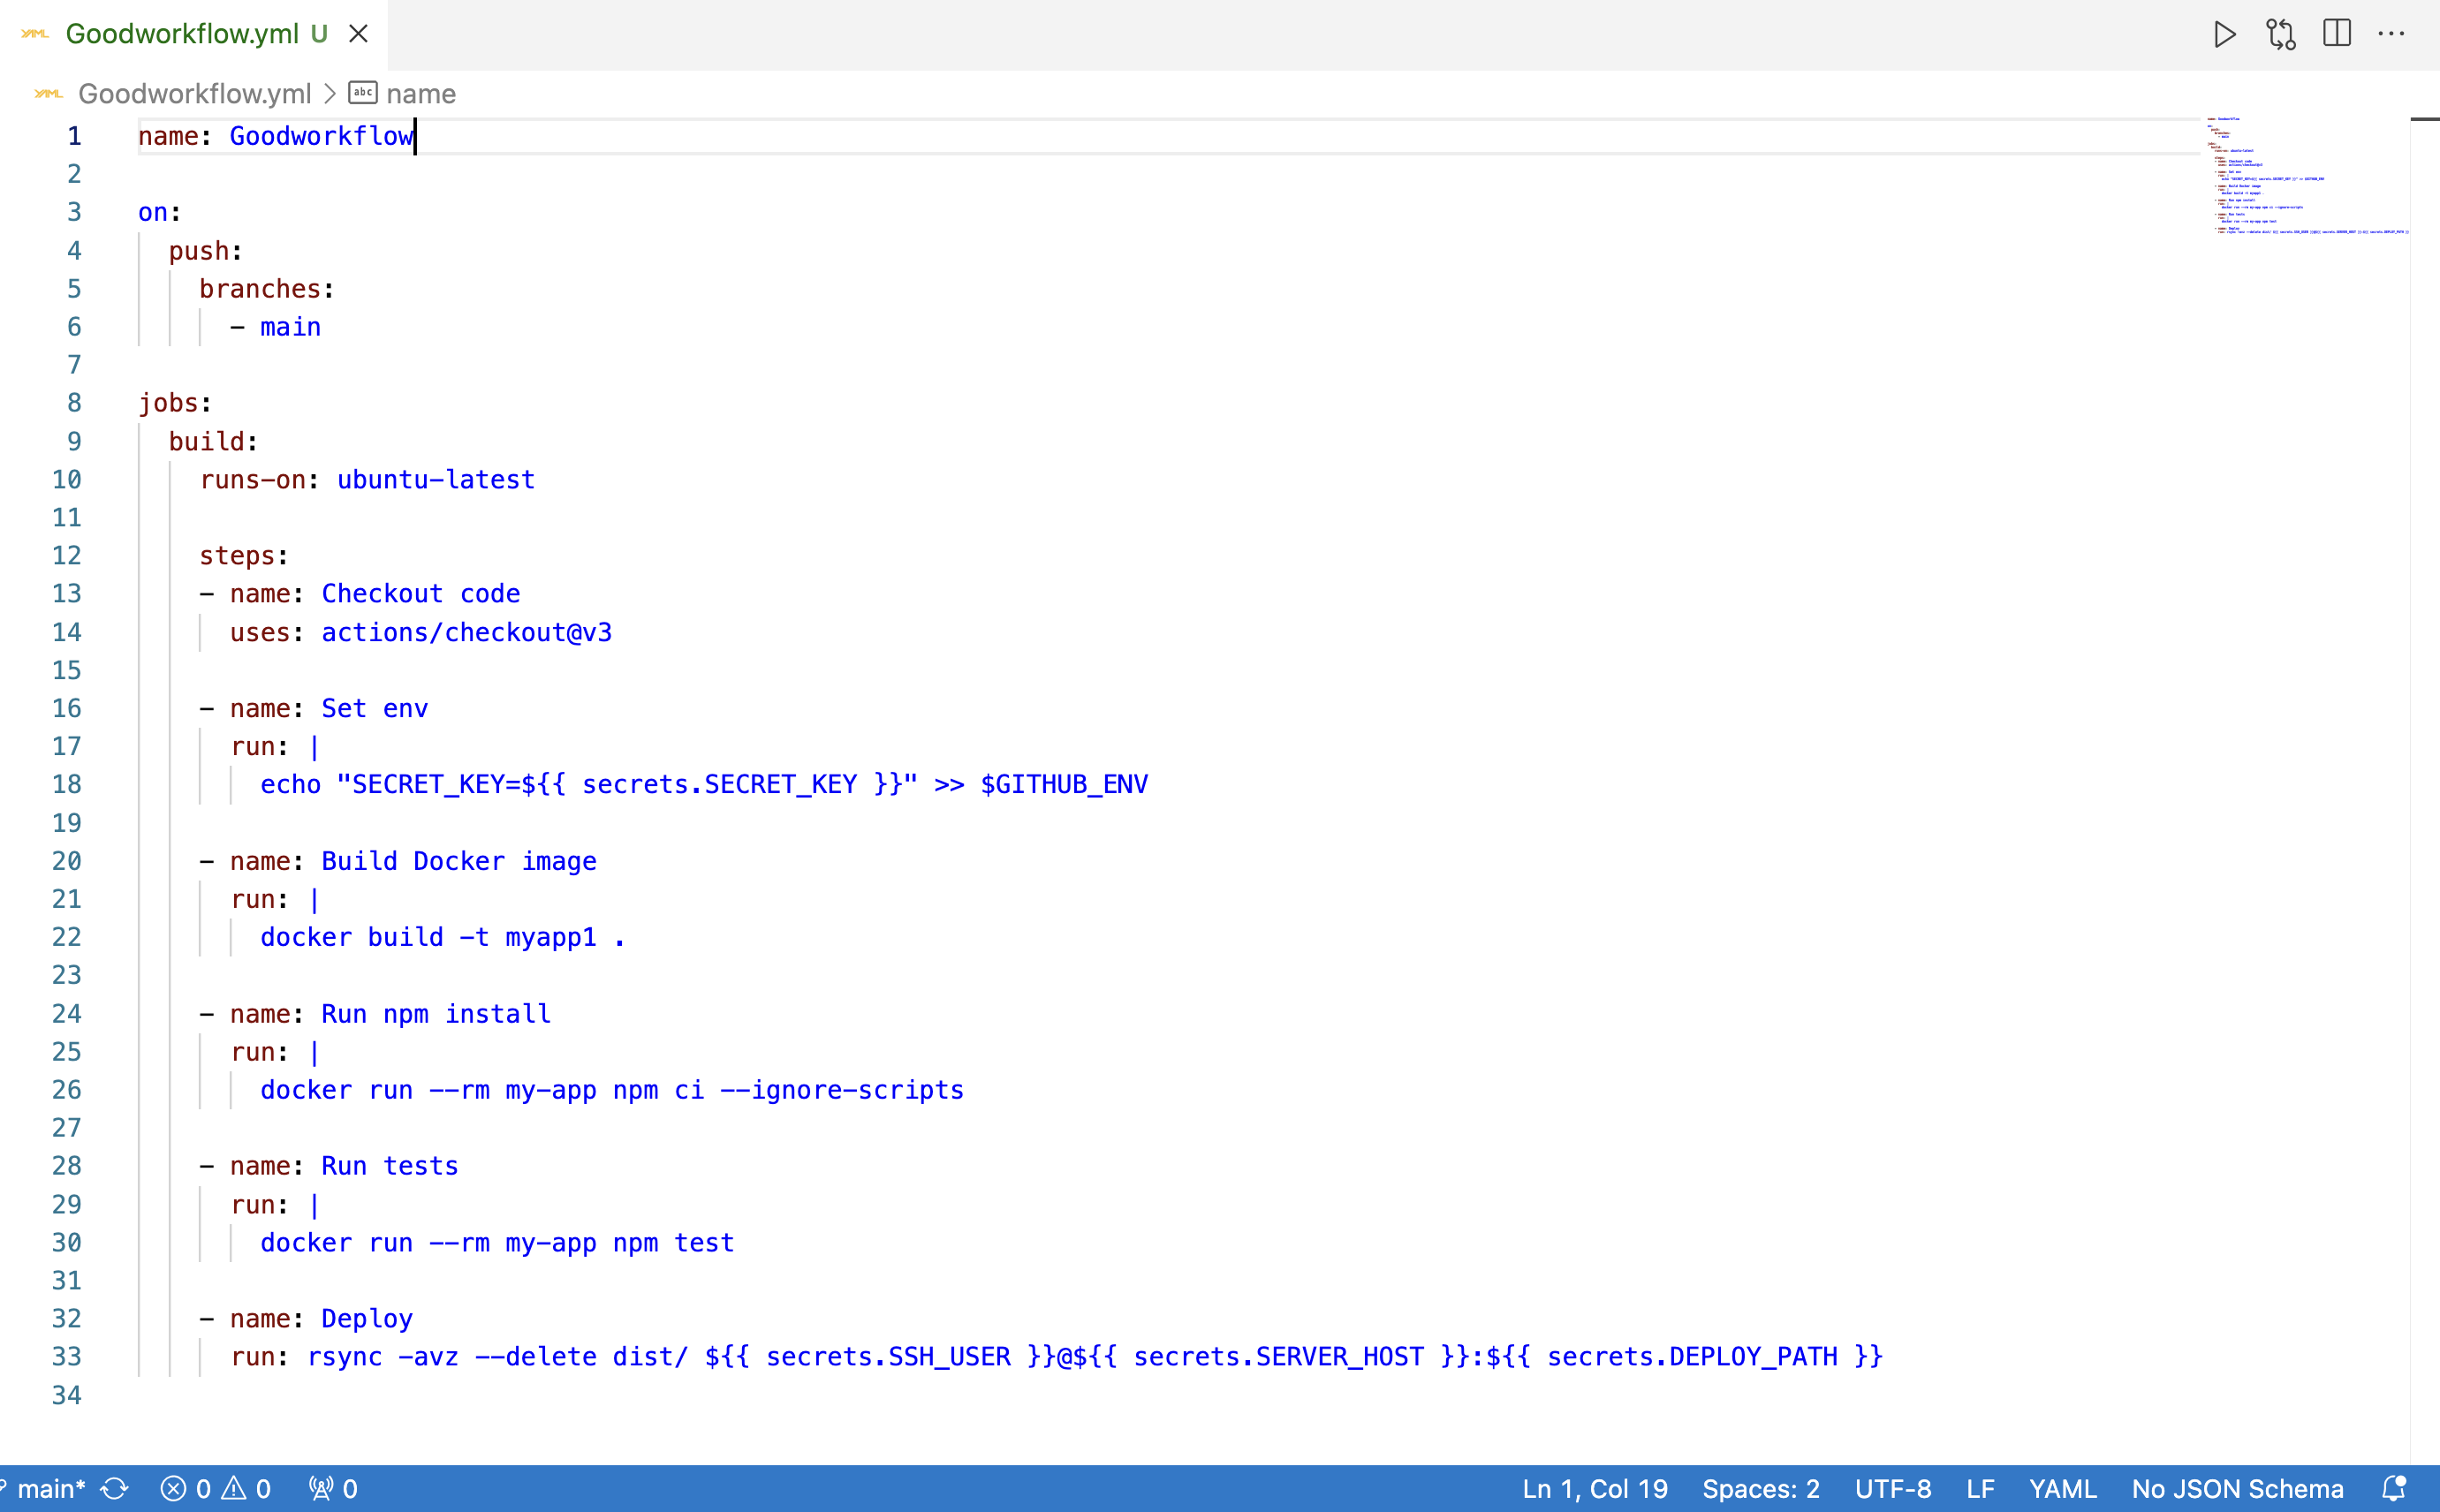 YAML Goodworkflow.yml U
YAML Goodworkflow.yml > abc name
1 name: Goodworkflow
2
3 on:
4   push:
5     branches:
6       - main
7
8 jobs:
9   build:
10     runs-on: ubuntu-latest
11
12     steps:
13     - name: Checkout code
14       uses: actions/checkout@v3
15
16     - name: Set env
17       run: |
18         echo "SECRET_KEY=${{ secrets.SECRET_KEY }}" >> $GITHUB_ENV
19
20     - name: Build Docker image
21       run: |
22         docker build -t myapp1 .
23
24     - name: Run npm install
25       run: |
26         docker run --rm my-app npm ci --ignore-scripts
27
28     - name: Run tests
29       run: |
30         docker run --rm my-app npm test
31
32     - name: Deploy
33       run: rsync -avz --delete dist/ ${{ secrets.SSH_USER }}@${{ secrets.SERVER_HOST }}:${{ secrets.DEPLOY_PATH }}
34
main* 0 0 0 Ln 1, Col 19 Spaces: 2 UTF-8 LF YAML No JSON Schema